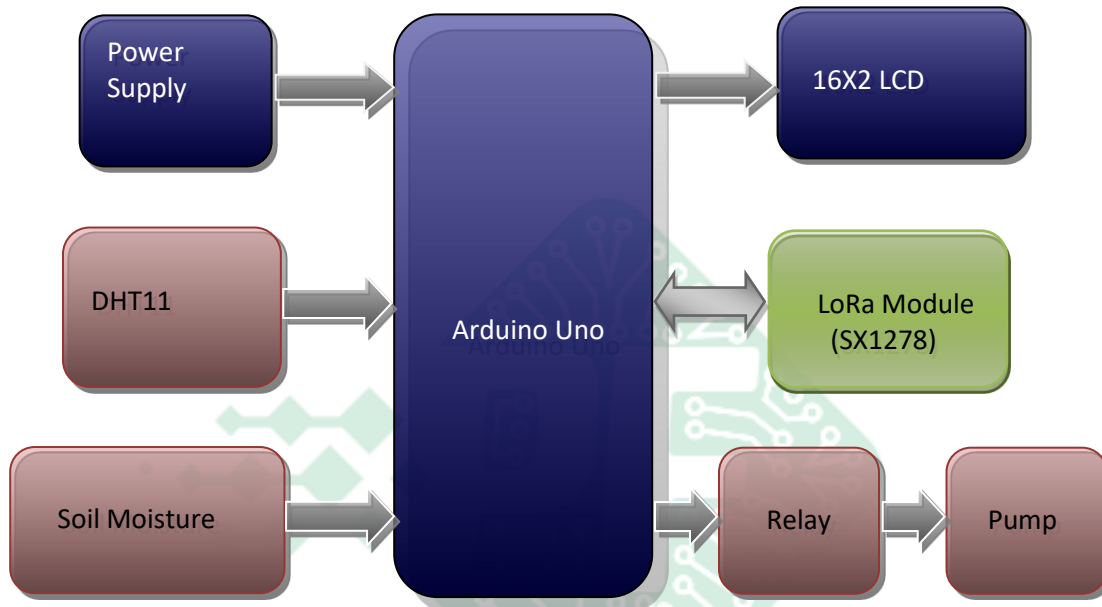 Power
Supply
16X2 LCD
DHT11
Arduino Uno
LoRa Module
(SX1278)
Soil Moisture
Relay
Pump